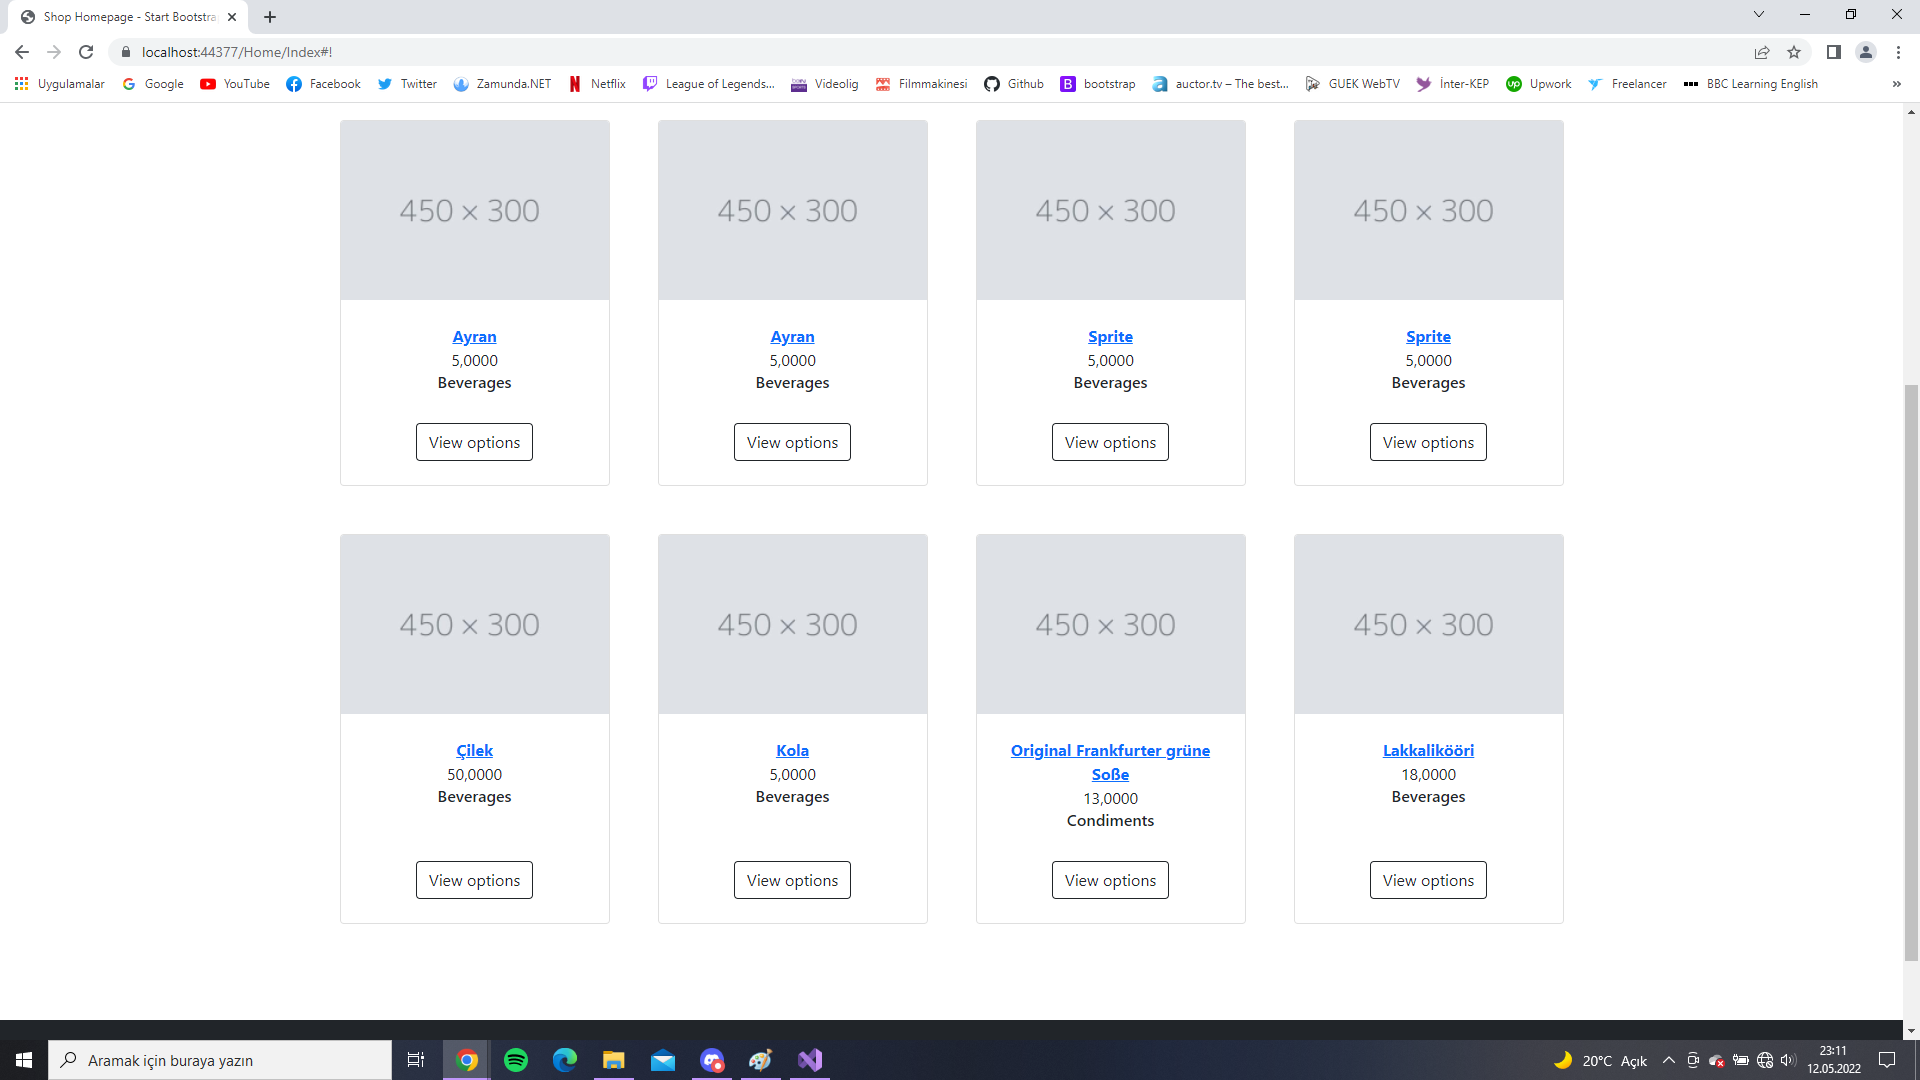 Shop Homepage - Start Bootstra
localhost:44377/Home/Index#!
Uygulamalar Google YouTube Facebook Twitter Zamunda.NET Netflix League of Legends... Videolig Filmmakinesi Github bootstrap auctor.tv – The best... GUEK WebTV İnter-KEP Upwork Freelancer BBC Learning English »
450 × 300 450 × 300 450 × 300 450 × 300
Ayran Ayran Sprite Sprite
5,0000 5,0000 5,0000 5,0000
Beverages Beverages Beverages Beverages
View options View options View options View options
450 × 300 450 × 300 450 × 300 450 × 300
Çilek Kola Original Frankfurter grüne Lakkalikööri
Soße
50,0000 5,0000 13,0000 18,0000
Beverages Beverages Condiments Beverages
View options View options View options View options
Aramak için buraya yazın
20°C Açık
23:11
12.05.2022